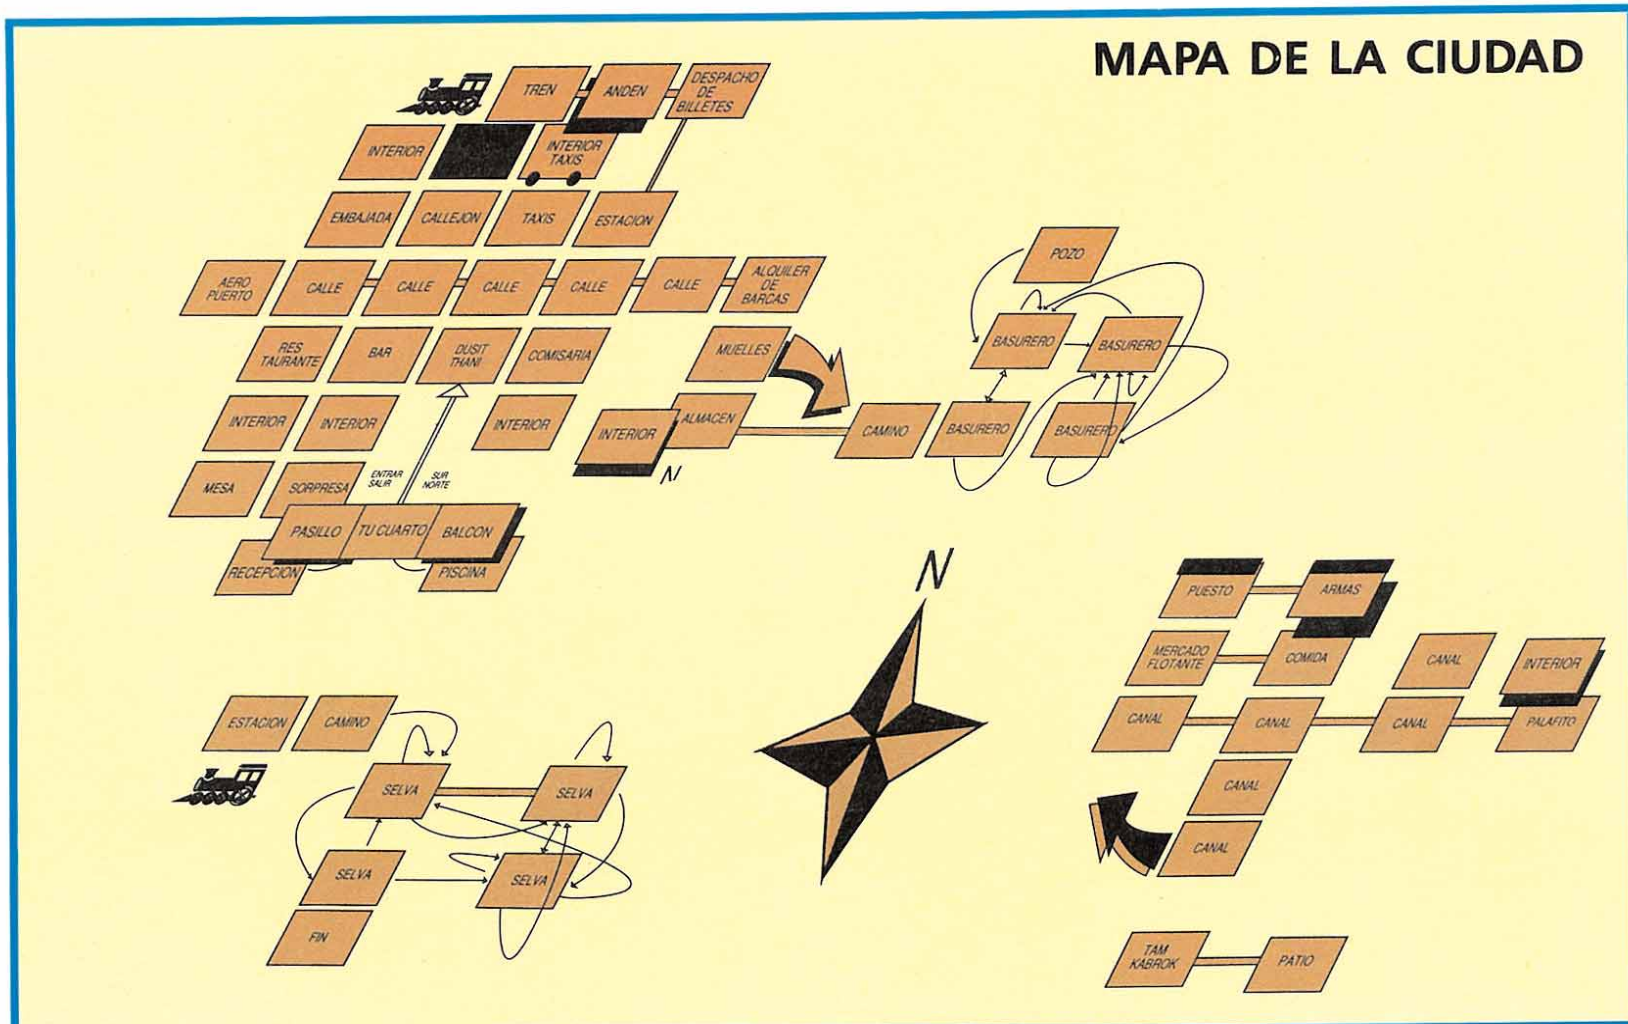 MAPA DE LA CIUDAD
TREN
ANDEN
DESPACHO
DE
BILLETES
INTERIOR
INTERIOR
TAXIS
EMBAJADA
CALLEJON
TAXIS
ESTACION
AERO
PUERTO
CALLE
CALLE
CALLE
CALLE
CALLE
ALQUILER
DE
BARCAS
RES
TAURANTE
BAR
DUSIT
THANI
COMISARIA
MUELLES
INTERIOR
INTERIOR
INTERIOR
INTERIOR
ALMACEN
N
MESA
SORPRESA
ENTRAR
SALIR
SUR
NORTE
PASILLO
TU CUARTO
BALCON
RECEPCION
PISCINA
POZO
BASURERO
BASURERO
CAMINO
BASURERO
BASURERO
N
PUESTO
ARMAS
MERCADO
FLOTANTE
COMIDA
CANAL
INTERIOR
CANAL
CANAL
CANAL
PALAFITO
CANAL
CANAL
ESTACION
CAMINO
SELVA
SELVA
SELVA
SELVA
FIN
TAM
KABROK
PATIO